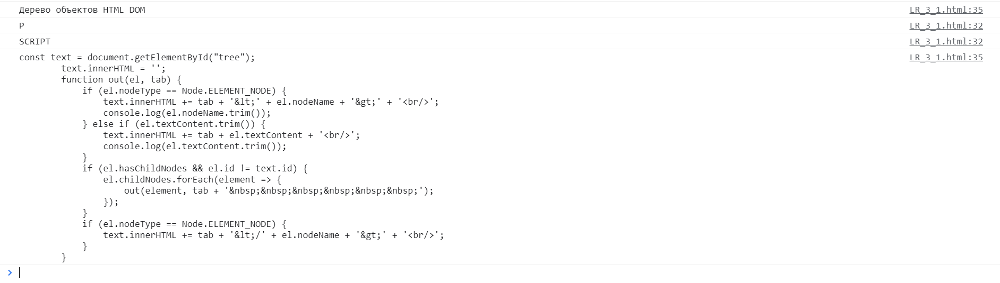 Дерево объектов HTML DOM LR_3_1.html:35
P LR_3_1.html:32
SCRIPT LR_3_1.html:32
const text = document.getElementById("tree"); LR_3_1.html:35
        text.innerHTML = '';
        function out(el, tab) {
            if (el.nodeType == Node.ELEMENT_NODE) {
                text.innerHTML += tab + '&lt;' + el.nodeName + '&gt;' + '<br/>';
                console.log(el.nodeName.trim());
            } else if (el.textContent.trim()) {
                text.innerHTML += tab + el.textContent + '<br/>';
                console.log(el.textContent.trim());
            }
            if (el.hasChildNodes && el.id != text.id) {
                el.childNodes.forEach(element => {
                    out(element, tab + '&nbsp;&nbsp;&nbsp;&nbsp;&nbsp;&nbsp;');
                });
            }
            if (el.nodeType == Node.ELEMENT_NODE) {
                text.innerHTML += tab + '&lt;/' + el.nodeName + '&gt;' + '<br/>';
            }
        }